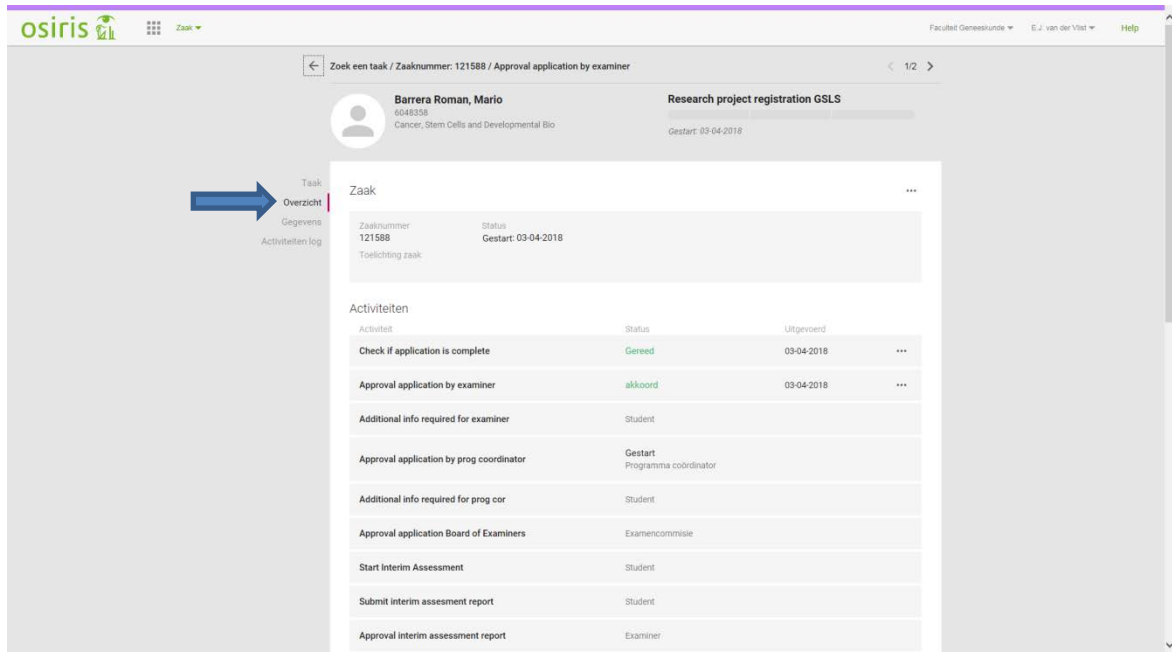 osiris Zaak Faculteit Geneeskunde E.J. van der Vlist Help
Zoek een taak / Zaaknummer: 121588 / Approval application by examiner 1/2
Barrera Roman, Mario
6048358
Cancer, Stem Cells and Developmental Bio
Research project registration GSLS
Gestart: 03-04-2018
Taak
Overzicht
Gegevens
Activiteiten log
Zaak
Zaaknummer Status
121588 Gestart: 03-04-2018
Toelichting zaak
Activiteiten
Activiteit Status Uitgevoerd
Check if application is complete Gereed 03-04-2018
Approval application by examiner akkoord 03-04-2018
Additional info required for examiner Student
Approval application by prog coordinator Gestart
Programma coördinator
Additional info required for prog cor Student
Approval application Board of Examiners Examencommisie
Start Interim Assessment Student
Submit interim assesment report Student
Approval interim assessment report Examiner